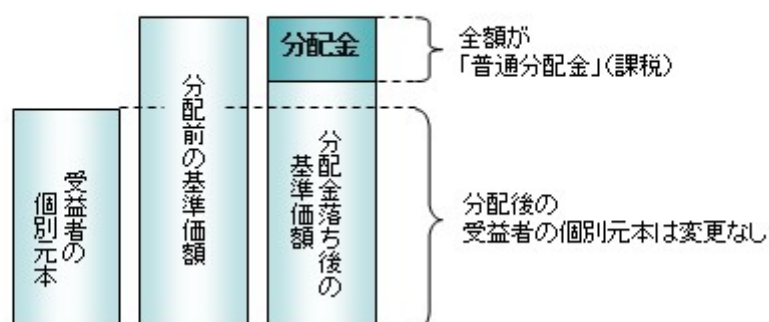 受益者の
個別元本
分配前の基準価額
分配金
分配金落ち後の
基準価額
全額が
「普通分配金」(課税)
分配後の
受益者の個別元本は変更なし